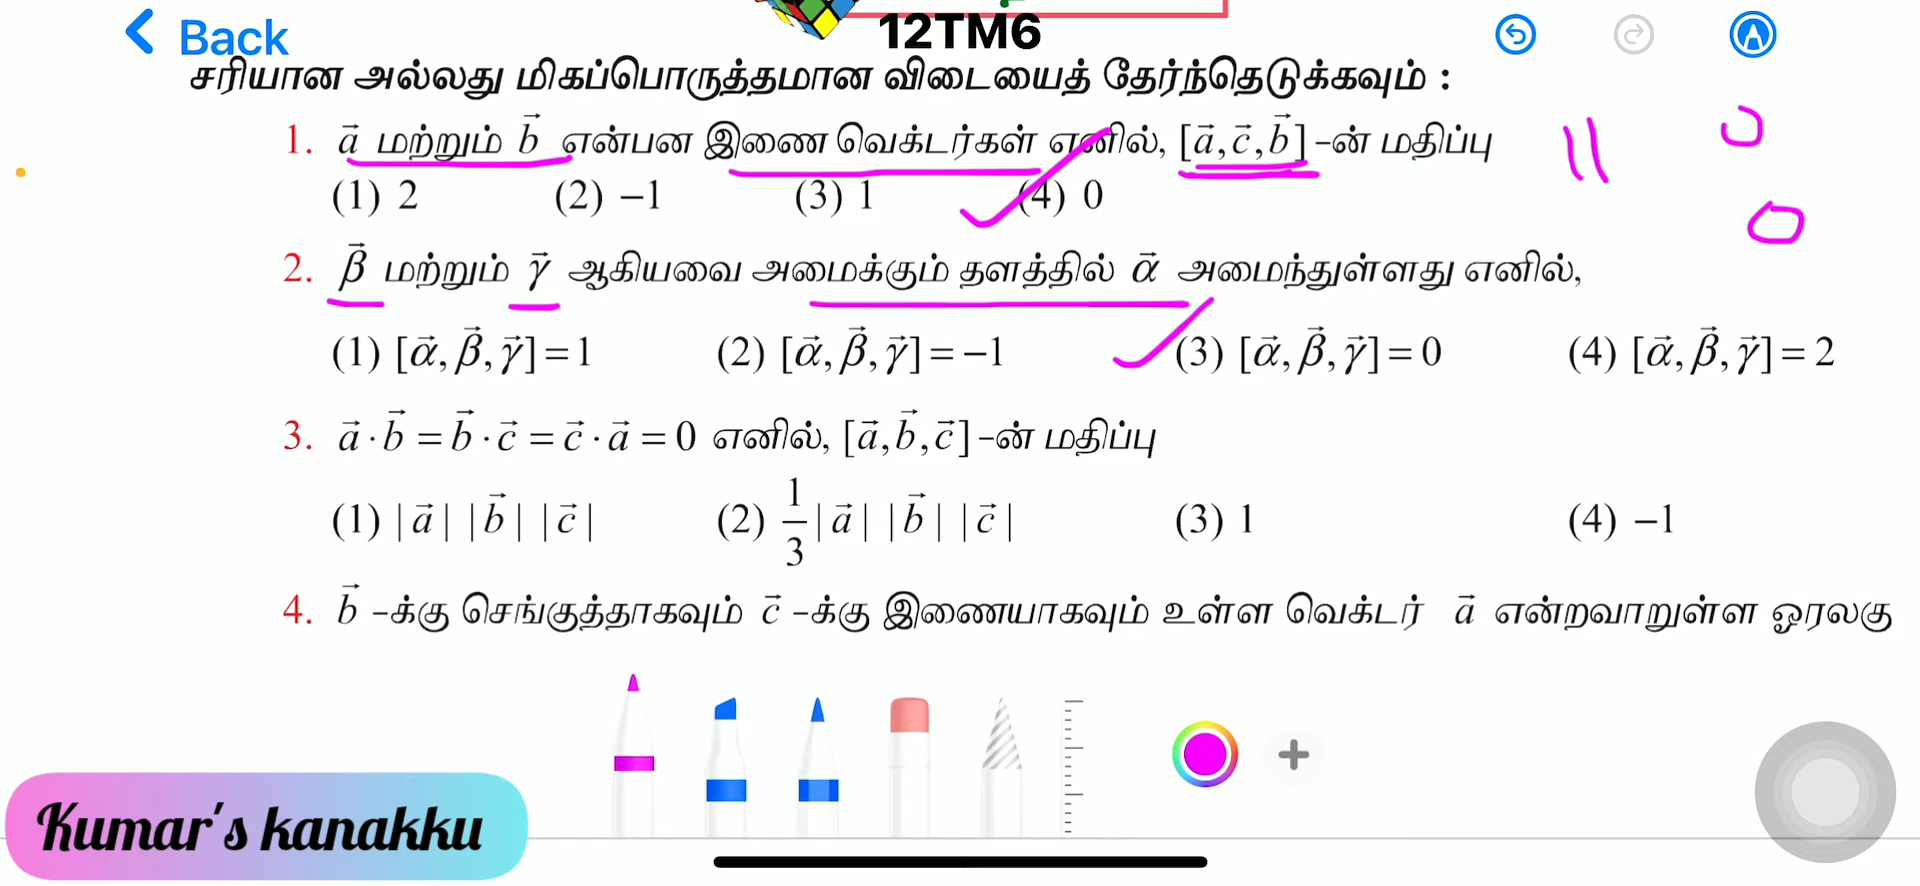 Back
12TM6
சரியான அல்லது மிகப்பொருத்தமான விடையைத் தேர்ந்தெடுக்கவும் :
1. a⃗ மற்றும் b⃗ என்பன இணை வெக்டர்கள் எனில், [a⃗, c⃗, b⃗] -ன் மதிப்பு
(1) 2 (2) −1 (3) 1 (4) 0
2. β⃗ மற்றும் γ⃗ ஆகியவை அமைக்கும் தளத்தில் α⃗ அமைந்துள்ளது எனில்,
(1) [α⃗, β⃗, γ⃗] = 1 (2) [α⃗, β⃗, γ⃗] = −1 (3) [α⃗, β⃗, γ⃗] = 0 (4) [α⃗, β⃗, γ⃗] = 2
3. a⃗ · b⃗ = b⃗ · c⃗ = c⃗ · a⃗ = 0 எனில், [a⃗, b⃗, c⃗] -ன் மதிப்பு
(1) |a⃗| |b⃗| |c⃗| (2) 1/3 |a⃗| |b⃗| |c⃗| (3) 1 (4) −1
4. b⃗ -க்கு செங்குத்தாகவும் c⃗ -க்கு இணையாகவும் உள்ள வெக்டர் a⃗ என்றவாறுள்ள ஓரலகு
Kumar's kanakku